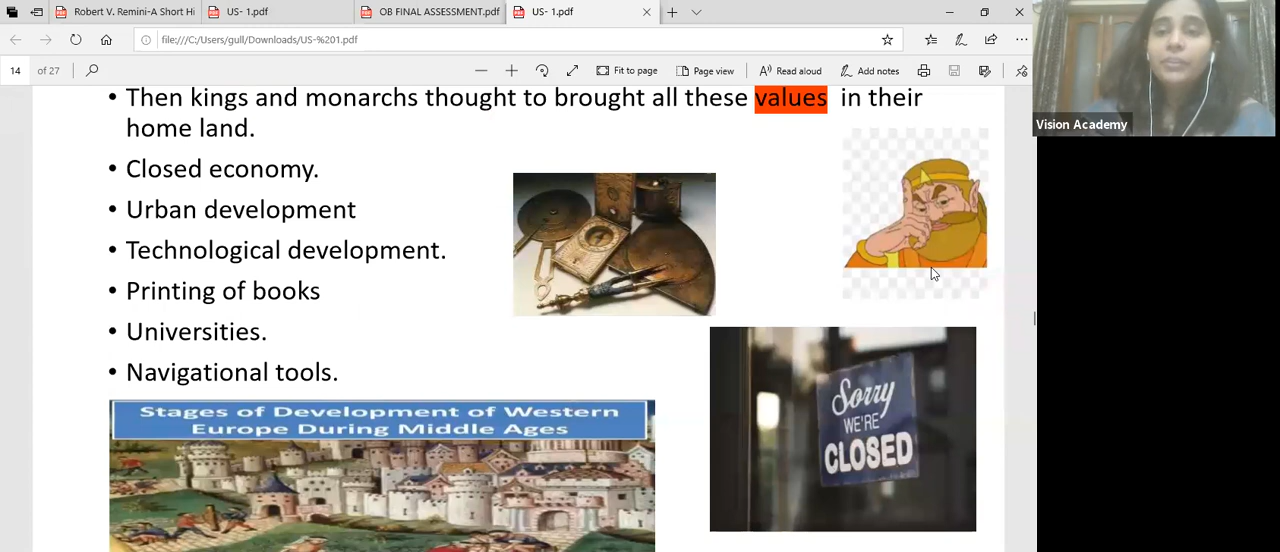 Robert V. Remini-A Short Hi
US- 1.pdf
OB FINAL ASSESSMENT.pdf
US- 1.pdf
file:///C:/Users/gull/Downloads/US-%201.pdf
14 of 27
Fit to page
Page view
Read aloud
Add notes
Vision Academy
• Then kings and monarchs thought to brought all these values in their
home land.
• Closed economy.
• Urban development
• Technological development.
• Printing of books
• Universities.
• Navigational tools.
Sorry
WE'RE
CLOSED
Stages of Development of Western
Europe During Middle Ages